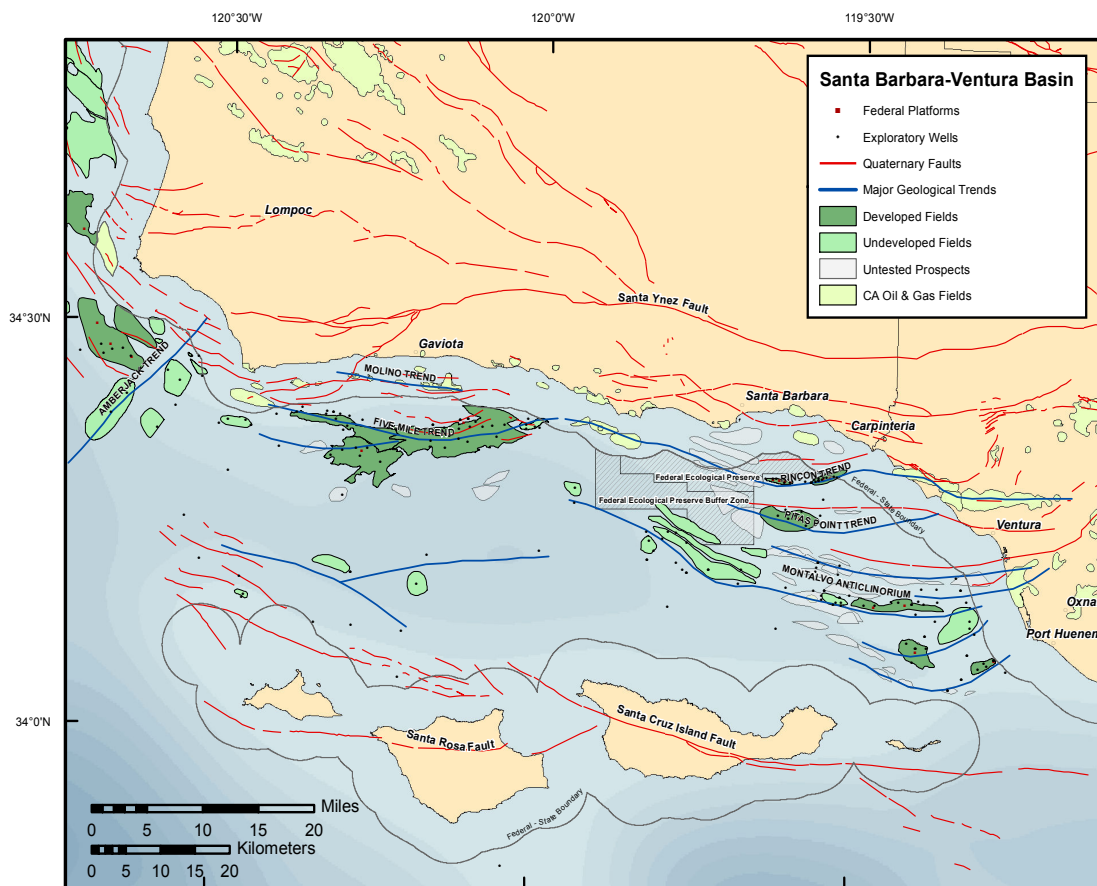 120°30'W
120°0'W
119°30'W
Santa Barbara-Ventura Basin
Federal Platforms
Exploratory Wells
Quaternary Faults
Major Geological Trends
Developed Fields
Undeveloped Fields
Untested Prospects
CA Oil & Gas Fields
Lompoc
Santa Ynez Fault
34°30'N
Gaviota
AMBERJACK TREND
MOLINO TREND
FIVE MILE TREND
Santa Barbara
Carpinteria
Federal Ecological Preserve
RINCON TREND
Federal Ecological Preserve Buffer Zone
Federal - State Boundary
PITAS POINT TREND
Ventura
MONTALVO ANTICLINORIUM
Oxna
Port Huenem
34°0'N
Santa Rosa Fault
Santa Cruz Island Fault
Federal - State Boundary
Miles
0 5 10 15 20
Kilometers
0 5 10 15 20